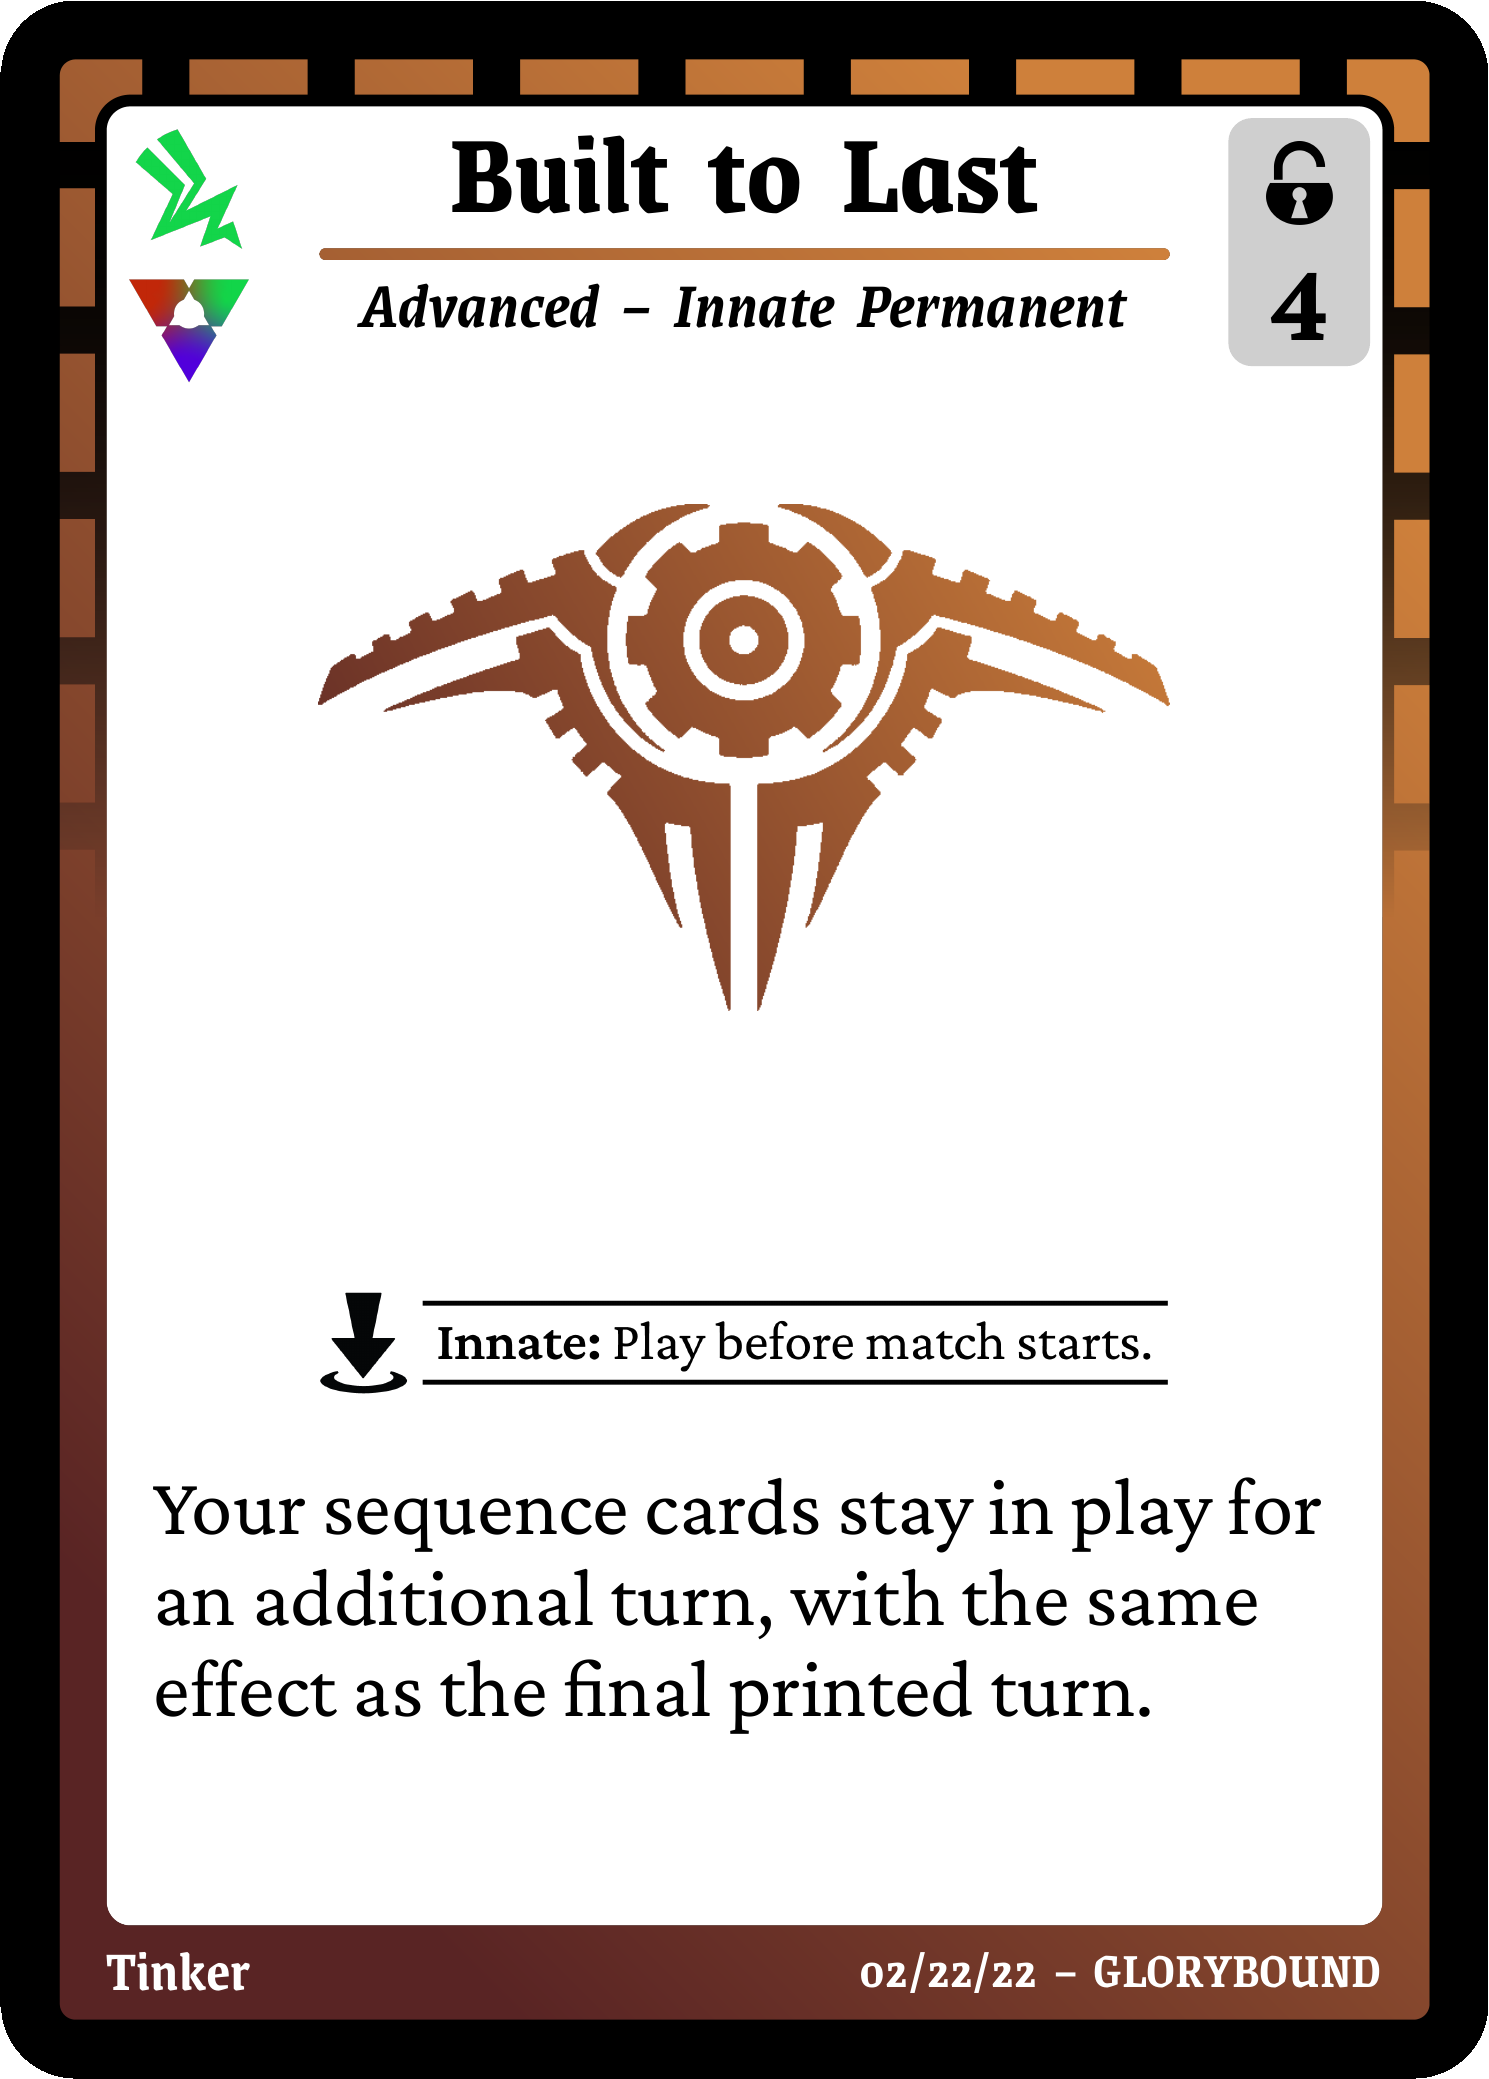 Built to Last
Advanced – Innate Permanent
4
Innate: Play before match starts.
Your sequence cards stay in play for
an additional turn, with the same
effect as the final printed turn.
Tinker
02/22/22 – GLORYBOUND